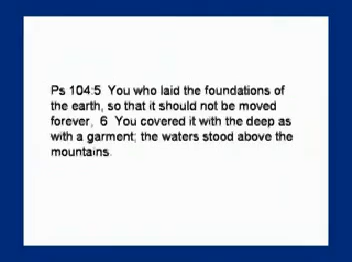 Ps 104:5 You who laid the foundations of
the earth, so that it should not be moved
forever, 6 You covered it with the deep as
with a garment; the waters stood above the
mountains.